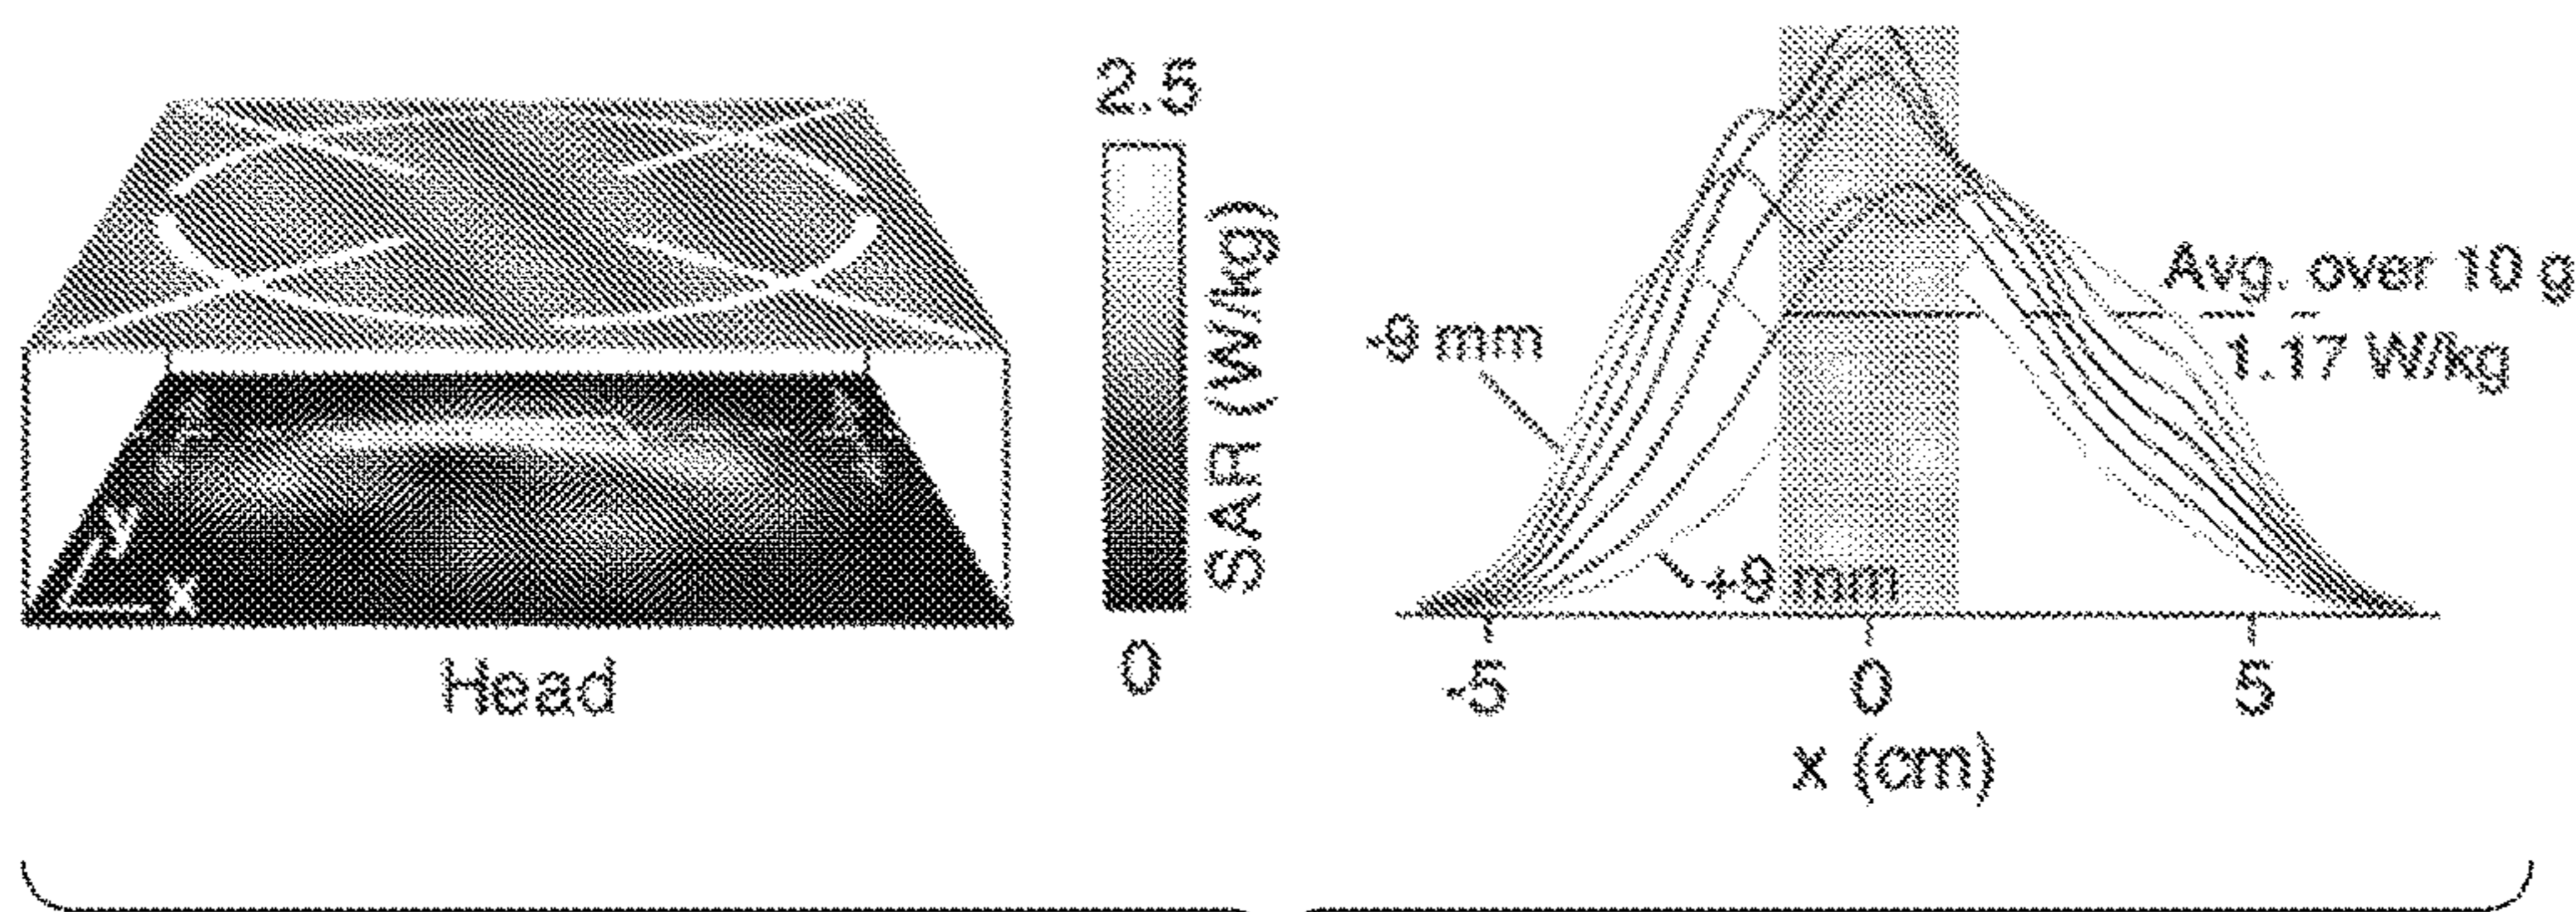 2.5
SAR (W/kg)
0
y
x
Head
-9 mm
+9 mm
Avg. over 10 g
1.17 W/kg
-5
0
5
x (cm)